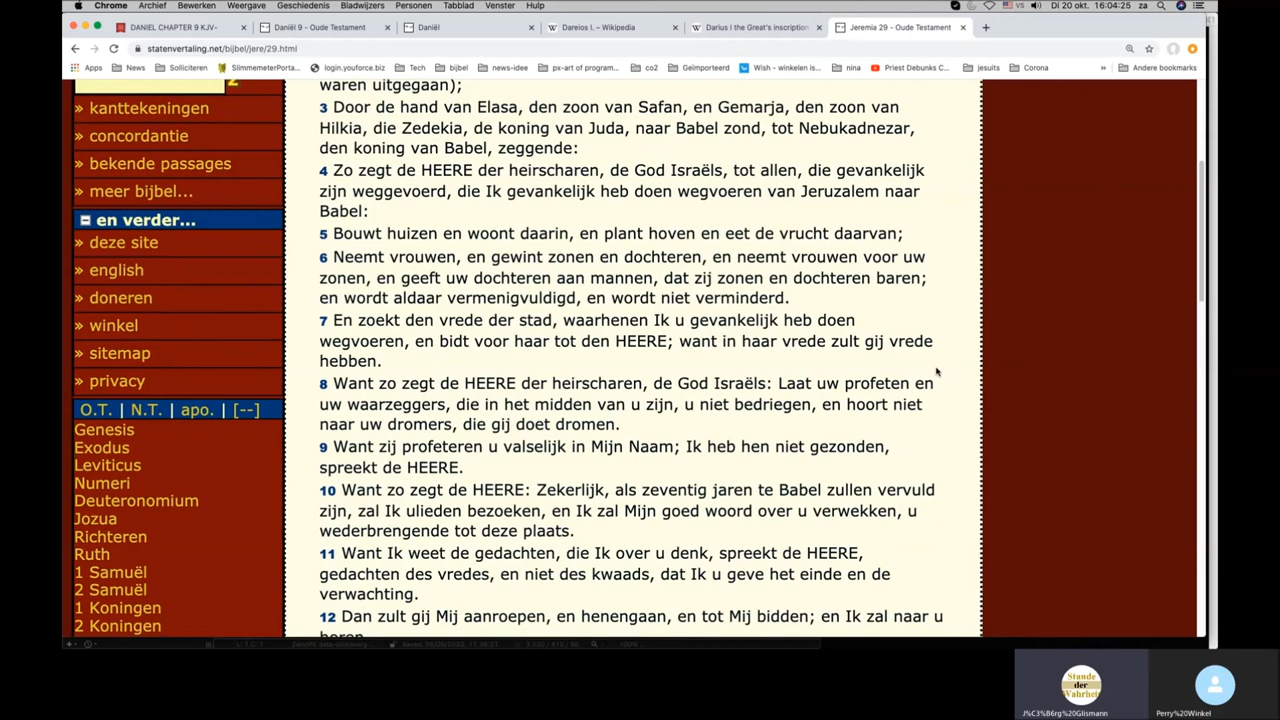 Chrome Archief Bewerken Weergave Geschiedenis Bladwijzers Personen Tabblad Venster Help
US
Di 20 okt. 16:04:25
DANIEL CHAPTER 9 KJV-
Daniël 9 - Oude Testament
Daniël
Dareios I. – Wikipedia
Darius I the Great's inscription
Jeremia 29 - Oude Testament
statenvertaling.net/bijbel/jere/29.html
Apps News Solliciteren SlimmemeterPorta... login.youforce.biz Tech bijbel news-idee px-art of program... co2 Geïmporteerd Wish - winkelen is... nina Priest Debunks C... jesuits Corona » Andere bookmarks
» kanttekeningen
» concordantie
» bekende passages
» meer bijbel...
en verder...
» deze site
» english
» doneren
» winkel
» sitemap
» privacy
O.T. | N.T. | apo. | [--]
Genesis
Exodus
Leviticus
Numeri
Deuteronomium
Jozua
Richteren
Ruth
1 Samuël
2 Samuël
1 Koningen
2 Koningen
waren uitgegaan);
3 Door de hand van Elasa, den zoon van Safan, en Gemarja, den zoon van
Hilkia, die Zedekia, de koning van Juda, naar Babel zond, tot Nebukadnezar,
den koning van Babel, zeggende:
4 Zo zegt de HEERE der heirscharen, de God Israëls, tot allen, die gevankelijk
zijn weggevoerd, die Ik gevankelijk heb doen wegvoeren van Jeruzalem naar
Babel:
5 Bouwt huizen en woont daarin, en plant hoven en eet de vrucht daarvan;
6 Neemt vrouwen, en gewint zonen en dochteren, en neemt vrouwen voor uw
zonen, en geeft uw dochteren aan mannen, dat zij zonen en dochteren baren;
en wordt aldaar vermenigvuldigd, en wordt niet verminderd.
7 En zoekt den vrede der stad, waarhenen Ik u gevankelijk heb doen
wegvoeren, en bidt voor haar tot den HEERE; want in haar vrede zult gij vrede
hebben.
8 Want zo zegt de HEERE der heirscharen, de God Israëls: Laat uw profeten en
uw waarzeggers, die in het midden van u zijn, u niet bedriegen, en hoort niet
naar uw dromers, die gij doet dromen.
9 Want zij profeteren u valselijk in Mijn Naam; Ik heb hen niet gezonden,
spreekt de HEERE.
10 Want zo zegt de HEERE: Zekerlijk, als zeventig jaren te Babel zullen vervuld
zijn, zal Ik ulieden bezoeken, en Ik zal Mijn goed woord over u verwekken, u
wederbrengende tot deze plaats.
11 Want Ik weet de gedachten, die Ik over u denk, spreekt de HEERE,
gedachten des vredes, en niet des kwaads, dat Ik u geve het einde en de
verwachting.
12 Dan zult gij Mij aanroepen, en henengaan, en tot Mij bidden; en Ik zal naar u
horen.
Stunde
der
Wahrheit
J%C3%B6rg%20Glismann
Perry%20Winkel